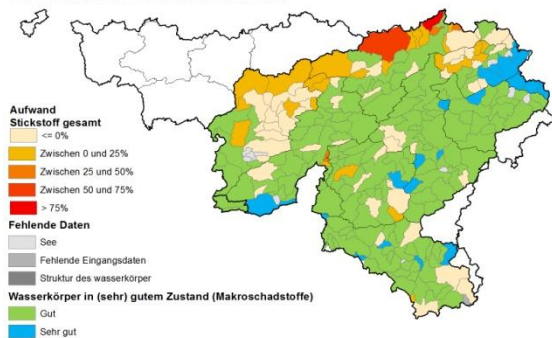 Aufwand
Stickstoff gesamt
<= 0%
Zwischen 0 und 25%
Zwischen 25 und 50%
Zwischen 50 und 75%
> 75%
Fehlende Daten
See
Fehlende Eingangsdaten
Struktur des wasserkörper
Wasserkörper in (sehr) gutem Zustand (Makroschadstoffe)
Gut
Sehr gut